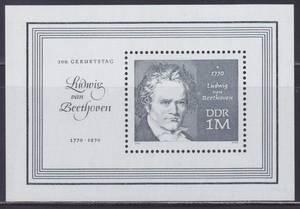 200. GEBURTSTAG
Ludwig
van
Beethoven
1770 · 1970
* 1770
Ludwig
van
Beethoven
DDR
1M